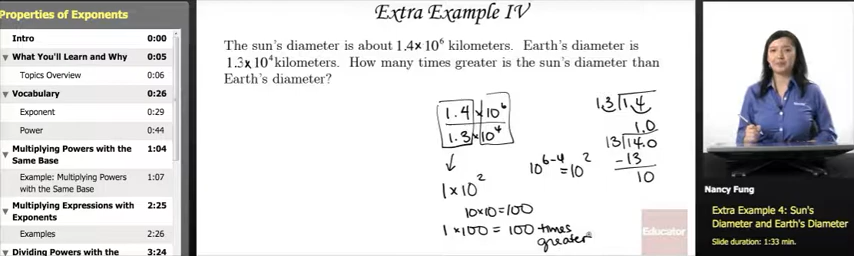 Properties of Exponents
Intro 0:00
What You'll Learn and Why 0:05
Topics Overview 0:06
Vocabulary 0:26
Exponent 0:29
Power 0:44
Multiplying Powers with the
Same Base 1:04
Example: Multiplying Powers
with the Same Base 1:07
Multiplying Expressions with
Exponents 2:25
Examples 2:26
Dividing Powers with the 3:24
Extra Example IV
The sun's diameter is about 1.4×10⁶ kilometers. Earth's diameter is
1.3×10⁴ kilometers. How many times greater is the sun's diameter than
Earth's diameter?
1.4×10⁶
1.3×10⁴
1×10²
10×10=100
1×100 = 100 times
greater
10⁶⁻⁴=10²
1.3 1.4
1.0
13 14.0
-13
10
Educator
Nancy Fung
Extra Example 4: Sun's
Diameter and Earth's Diameter
Slide duration: 1:33 min.